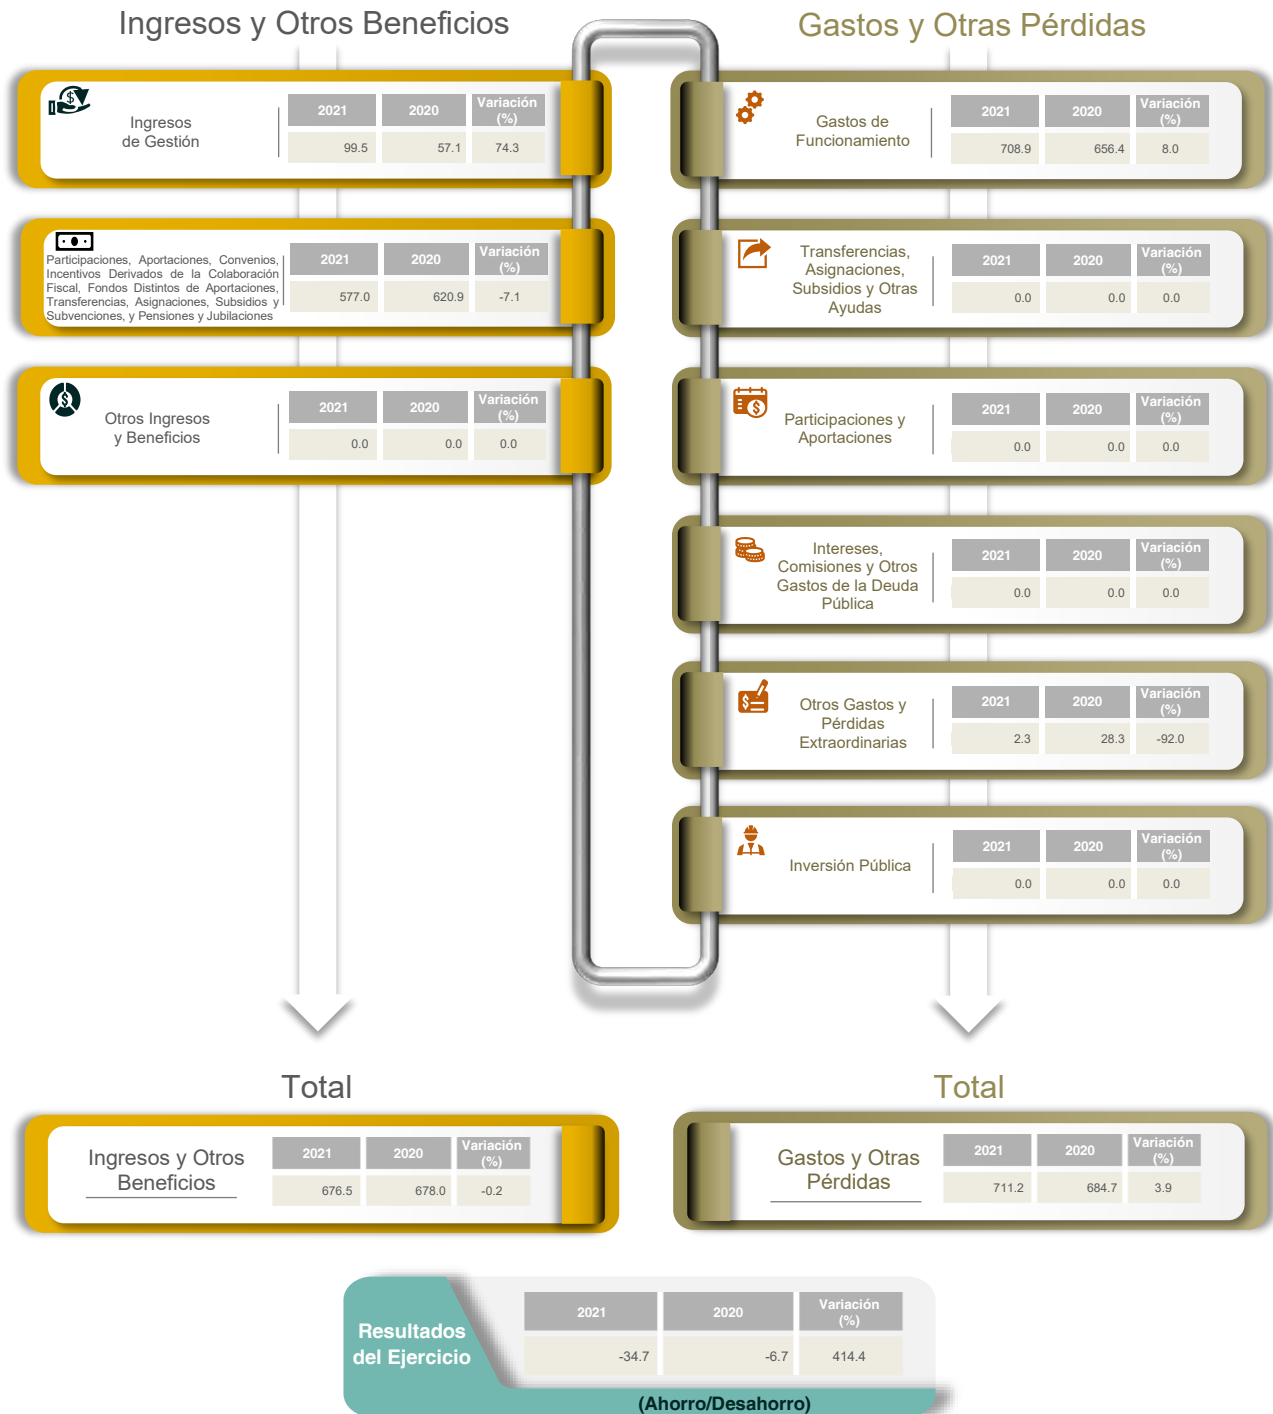 Ingresos y Otros Beneficios
Ingresos
de Gestión
2021 2020 Variación
(%)
99.5 57.1 74.3
Participaciones, Aportaciones, Convenios,
Incentivos Derivados de la Colaboración
Fiscal, Fondos Distintos de Aportaciones,
Transferencias, Asignaciones, Subsidios y
Subvenciones, y Pensiones y Jubilaciones
2021 2020 Variación
(%)
577.0 620.9 -7.1
Otros Ingresos
y Beneficios
2021 2020 Variación
(%)
0.0 0.0 0.0
Gastos y Otras Pérdidas
Gastos de
Funcionamiento
2021 2020 Variación
(%)
708.9 656.4 8.0
Transferencias,
Asignaciones,
Subsidios y Otras
Ayudas
2021 2020 Variación
(%)
0.0 0.0 0.0
Participaciones y
Aportaciones
2021 2020 Variación
(%)
0.0 0.0 0.0
Intereses,
Comisiones y Otros
Gastos de la Deuda
Pública
2021 2020 Variación
(%)
0.0 0.0 0.0
Otros Gastos y
Pérdidas
Extraordinarias
2021 2020 Variación
(%)
2.3 28.3 -92.0
Inversión Pública
2021 2020 Variación
(%)
0.0 0.0 0.0
Total
Ingresos y Otros
Beneficios
2021 2020 Variación
(%)
676.5 678.0 -0.2
Total
Gastos y Otras
Pérdidas
2021 2020 Variación
(%)
711.2 684.7 3.9
Resultados
del Ejercicio
2021 2020 Variación
(%)
-34.7 -6.7 414.4
(Ahorro/Desahorro)